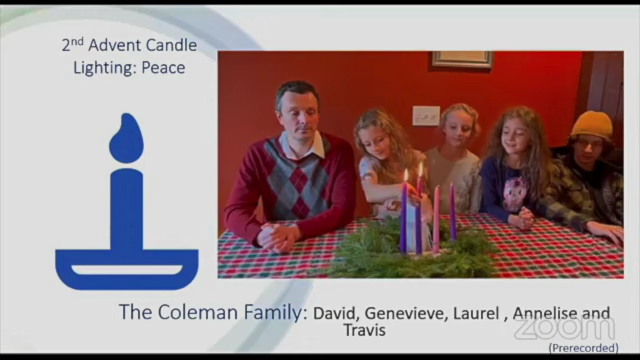 2nd Advent Candle
Lighting: Peace
The Coleman Family: David, Genevieve, Laurel , Annelise and
Travis
zoom
(Prerecorded)